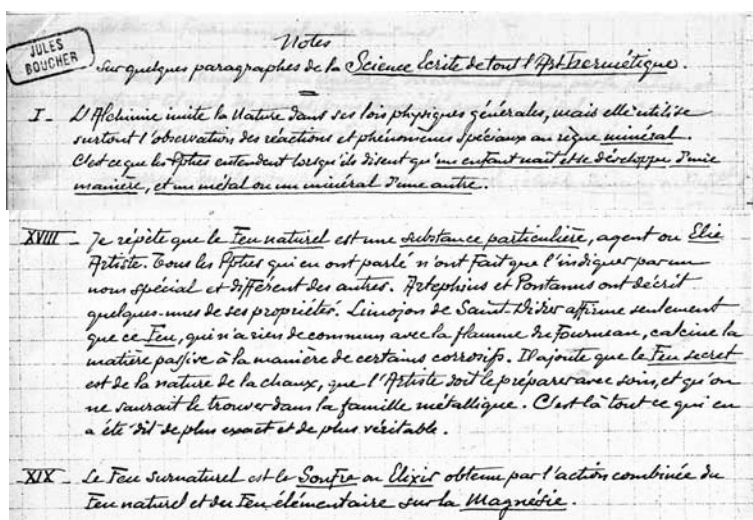 JULES
BOUCHER
Notes
Sur quelques paragraphes de la Science Ecrite de tout l'Art hermétique.
I - L'Alchimie imite la Nature dans ses lois physiques générales, mais elle utilise
surtout l'observation des réactions et phénomènes spéciaux au règne minéral.
C'est ce que les Pptes entendent lorsqu'ils disent qu'un enfant naît et se développe d'une
manière, et un métal ou un minéral d'une autre.
XVIII - Je répète que le Feu naturel est une substance particulière, agent ou Elie
Artiste. Tous les Pptes qui en ont parlé n'ont fait que l'indiquer par un
nom spécial et différent des autres. Artephius et Pontanus ont décrit
quelques-unes de ses propriétés. Limojon de Saint-Didier affirme seulement
que ce Feu, qui n'a rien de commun avec la flamme du fourneau, calcine la
matière passive à la manière de certains corrosifs. Il ajoute que le Feu secret
est de la nature de la chaux, que l'Artiste doit le préparer avec soin, et qu'on
ne saurait le trouver dans la famille métallique. C'est là tout ce qui en
a été dit de plus exact et de plus véritable.
XIX - Le Feu surnaturel est le Soufre ou Elixir obtenu par l'action combinée du
Feu naturel et du Feu élémentaire sur la Magnésie.